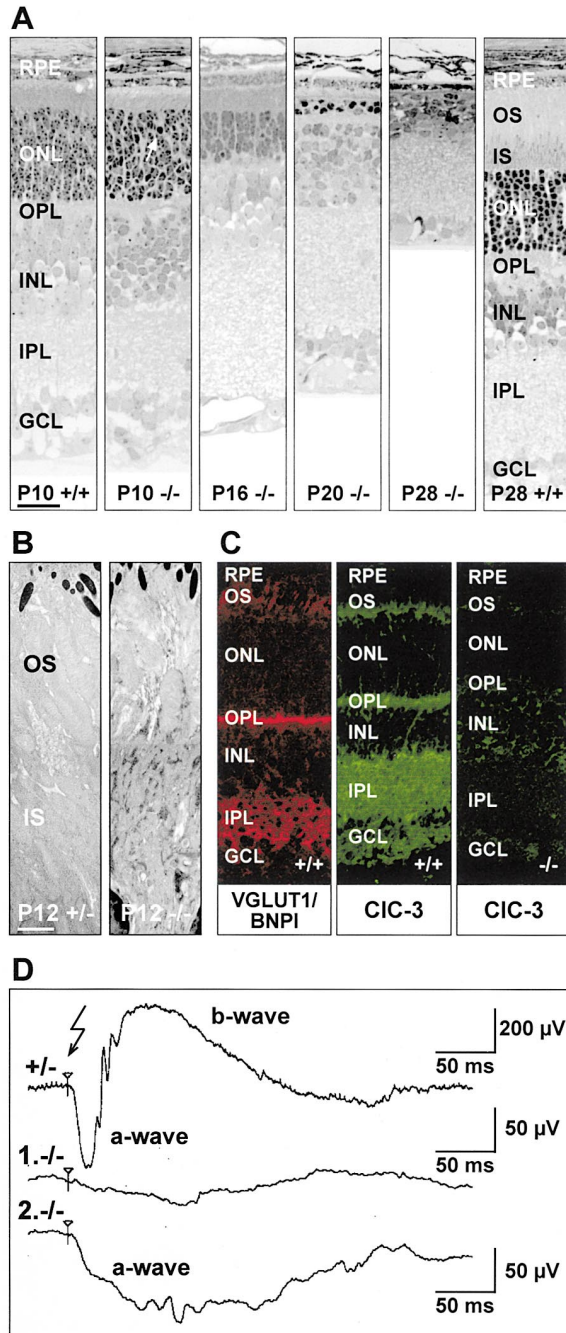 A
RPE
ONL
OPL
INL
IPL
GCL
P10 +/+
P10 -/-
P16 -/-
P20 -/-
P28 -/-
RPE
OS
IS
ONL
OPL
INL
IPL
GCL
P28 +/+
B
OS
IS
P12 +/-
P12 -/-
C
RPE
OS
ONL
OPL
INL
IPL
GCL
+/+
VGLUT1/
BNPI
RPE
OS
ONL
OPL
INL
IPL
GCL
+/+
ClC-3
RPE
OS
ONL
OPL
INL
IPL
GCL
-/-
ClC-3
D
b-wave
200 µV
50 ms
+/-
a-wave
50 µV
50 ms
1.-/-
2.-/-
a-wave
50 µV
50 ms